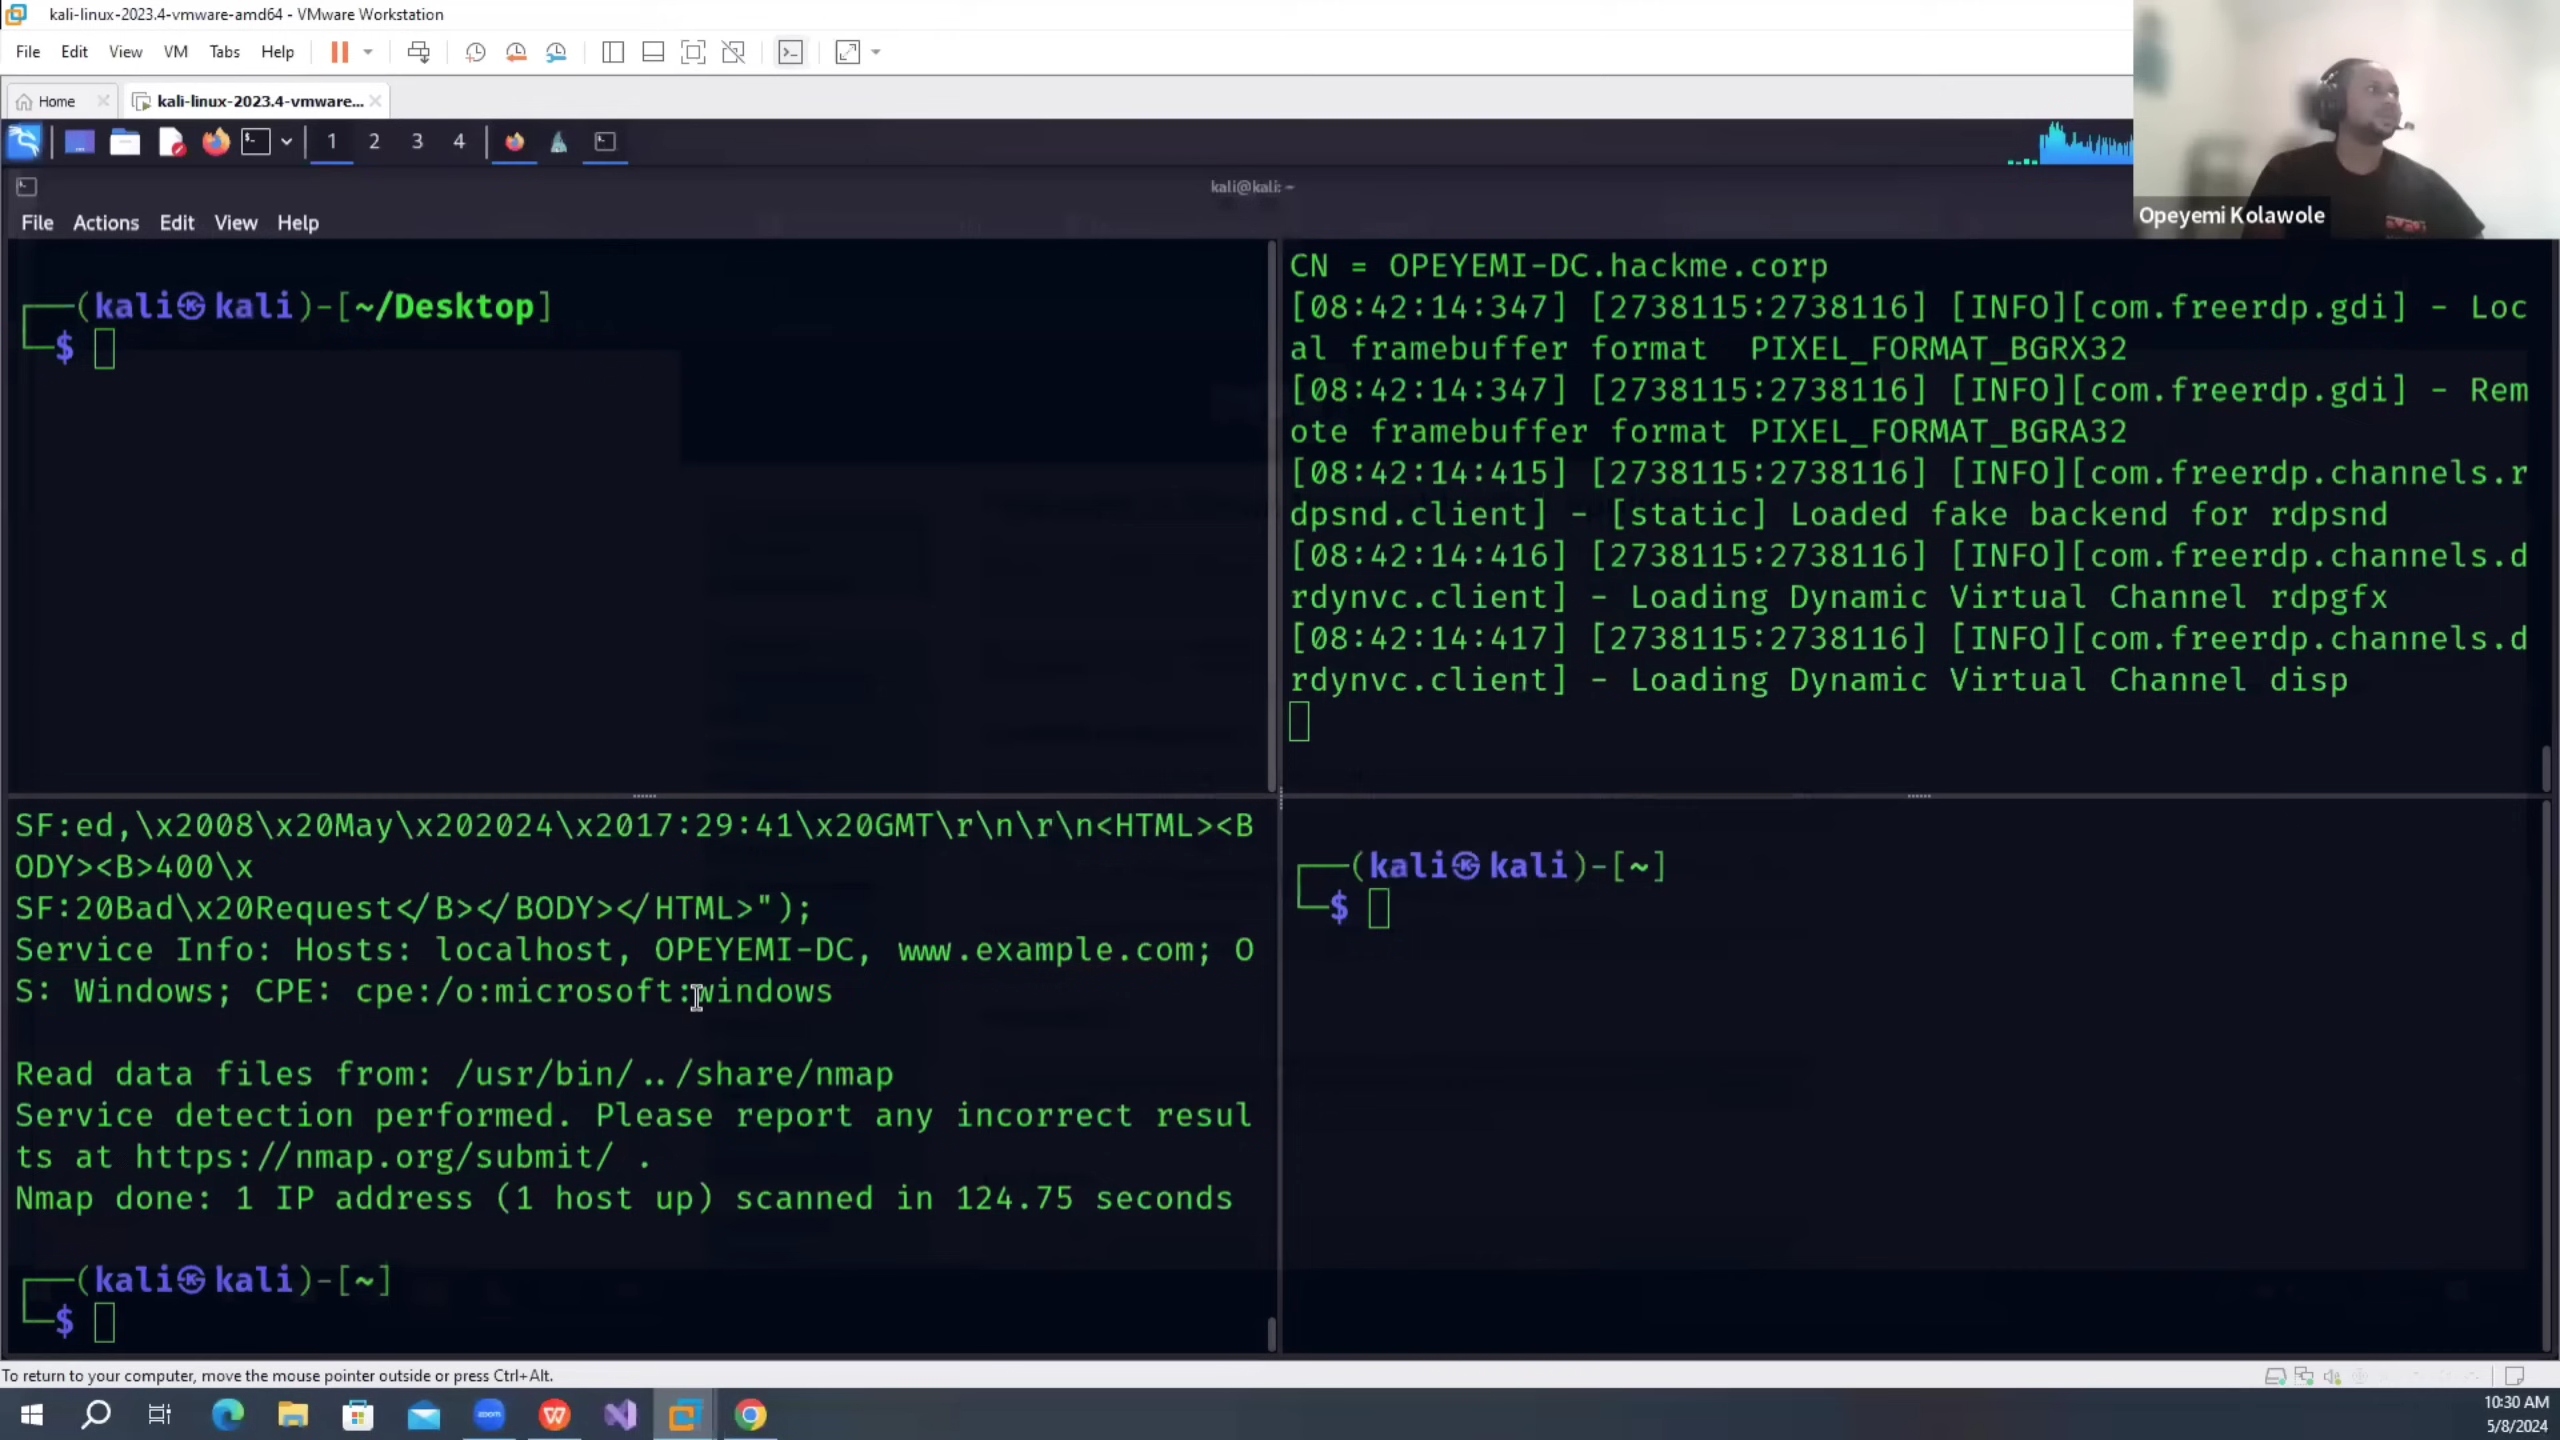 kali-linux-2023.4-vmware-amd64 - VMware Workstation
File Edit View VM Tabs Help
Home kali-linux-2023.4-vmware...
1 2 3 4
kali@kali: ~
File Actions Edit View Help
Opeyemi Kolawole
┌──(kali㉿kali)-[~/Desktop]
└─$
CN = OPEYEMI-DC.hackme.corp
[08:42:14:347] [2738115:2738116] [INFO][com.freerdp.gdi] - Loc
al framebuffer format  PIXEL_FORMAT_BGRX32
[08:42:14:347] [2738115:2738116] [INFO][com.freerdp.gdi] - Rem
ote framebuffer format PIXEL_FORMAT_BGRA32
[08:42:14:415] [2738115:2738116] [INFO][com.freerdp.channels.r
dpsnd.client] - [static] Loaded fake backend for rdpsnd
[08:42:14:416] [2738115:2738116] [INFO][com.freerdp.channels.d
rdynvc.client] - Loading Dynamic Virtual Channel rdpgfx
[08:42:14:417] [2738115:2738116] [INFO][com.freerdp.channels.d
rdynvc.client] - Loading Dynamic Virtual Channel disp
SF:ed,\x2008\x20May\x202024\x2017:29:41\x20GMT\r\n\r\n<HTML><B
ODY><B>400\x
SF:20Bad\x20Request</B></BODY></HTML>");
Service Info: Hosts: localhost, OPEYEMI-DC, www.example.com; O
S: Windows; CPE: cpe:/o:microsoft:windows
Read data files from: /usr/bin/../share/nmap
Service detection performed. Please report any incorrect resul
ts at https://nmap.org/submit/ .
Nmap done: 1 IP address (1 host up) scanned in 124.75 seconds
┌──(kali㉿kali)-[~]
└─$
┌──(kali㉿kali)-[~]
└─$
To return to your computer, move the mouse pointer outside or press Ctrl+Alt.
zoom
10:30 AM
5/8/2024